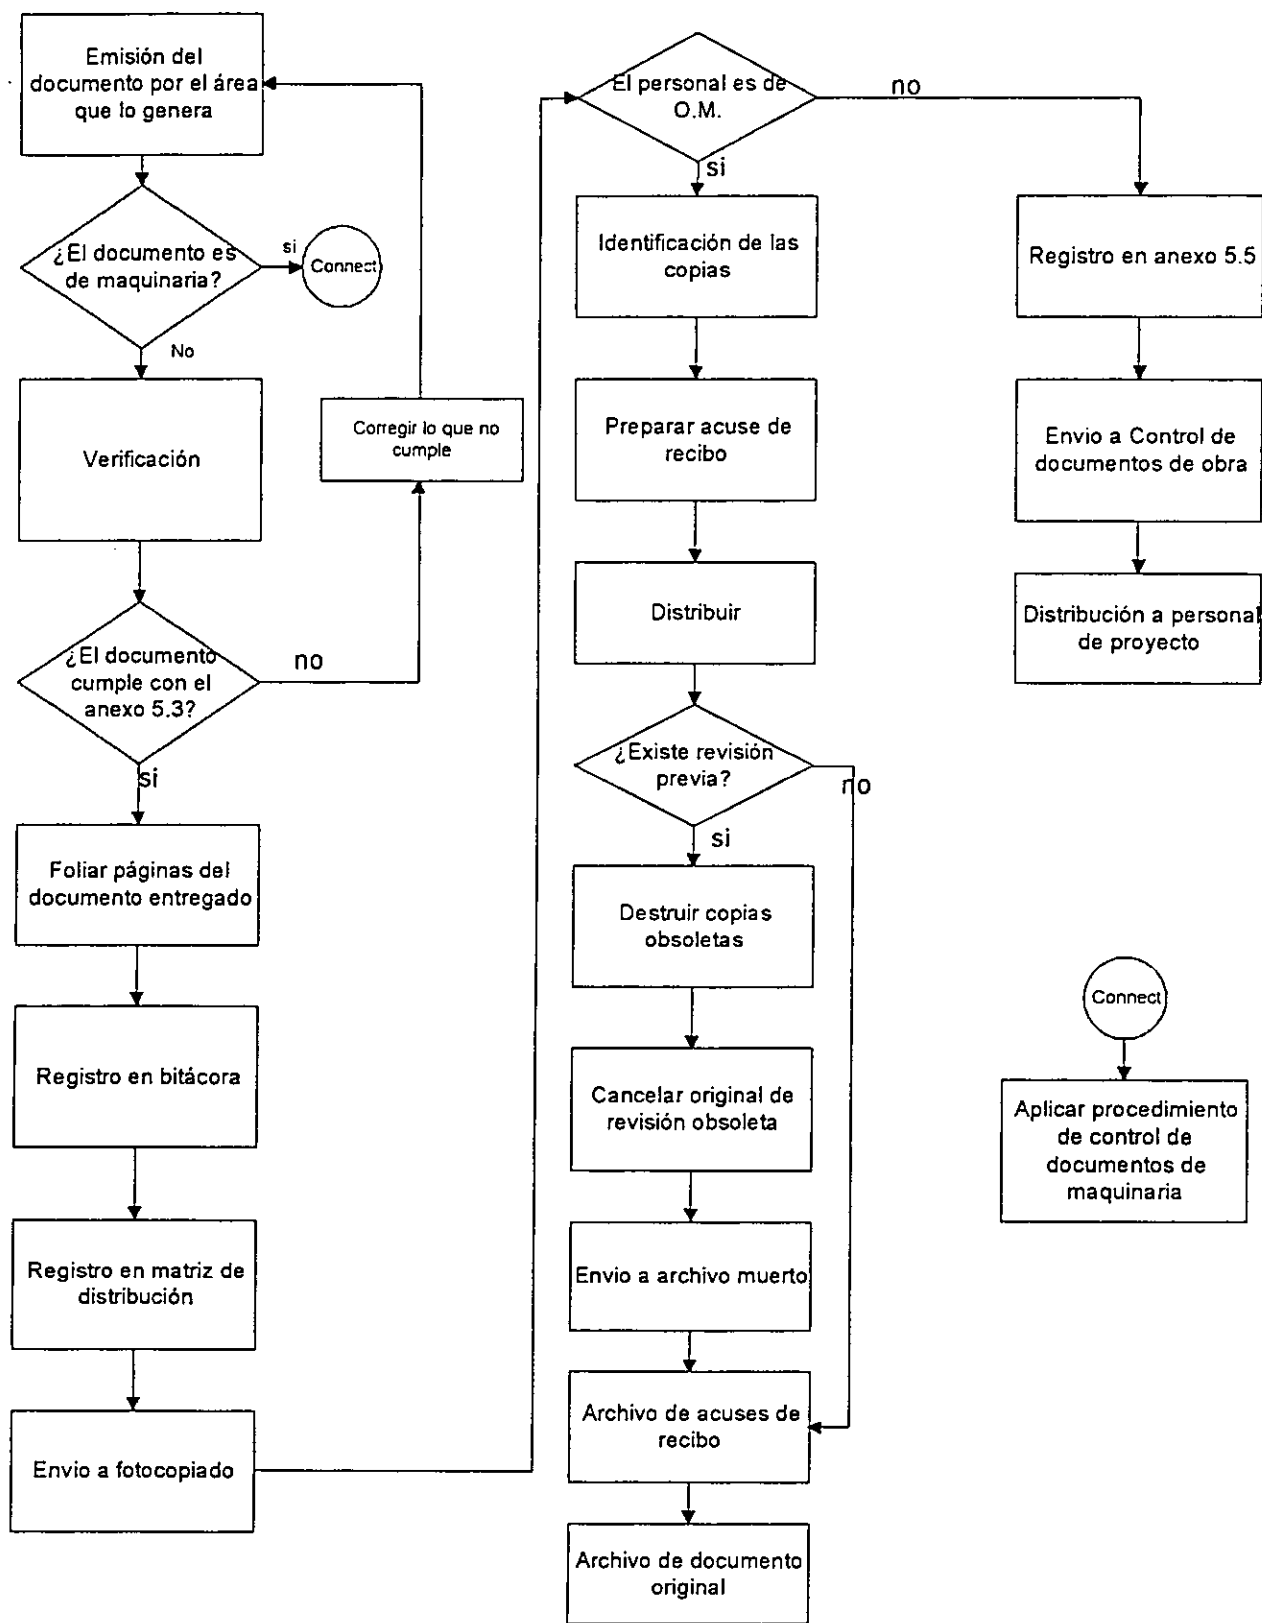 Emisión del
documento por el área
que lo genera
¿El documento es
de maquinaria?
si
Connect
No
Verificación
Corregir lo que no
cumple
¿El documento
cumple con el
anexo 5.3?
no
si
Foliar páginas del
documento entregado
Registro en bitácora
Registro en matriz de
distribución
Envio a fotocopiado
El personal es de
O.M.
no
si
Identificación de las
copias
Preparar acuse de
recibo
Distribuir
¿Existe revisión
previa?
no
si
Destruir copias
obsoletas
Cancelar original de
revisión obsoleta
Envio a archivo muerto
Archivo de acuses de
recibo
Archivo de documento
original
Registro en anexo 5.5
Envio a Control de
documentos de obra
Distribución a personal
de proyecto
Connect
Aplicar procedimiento
de control de
documentos de
maquinaria